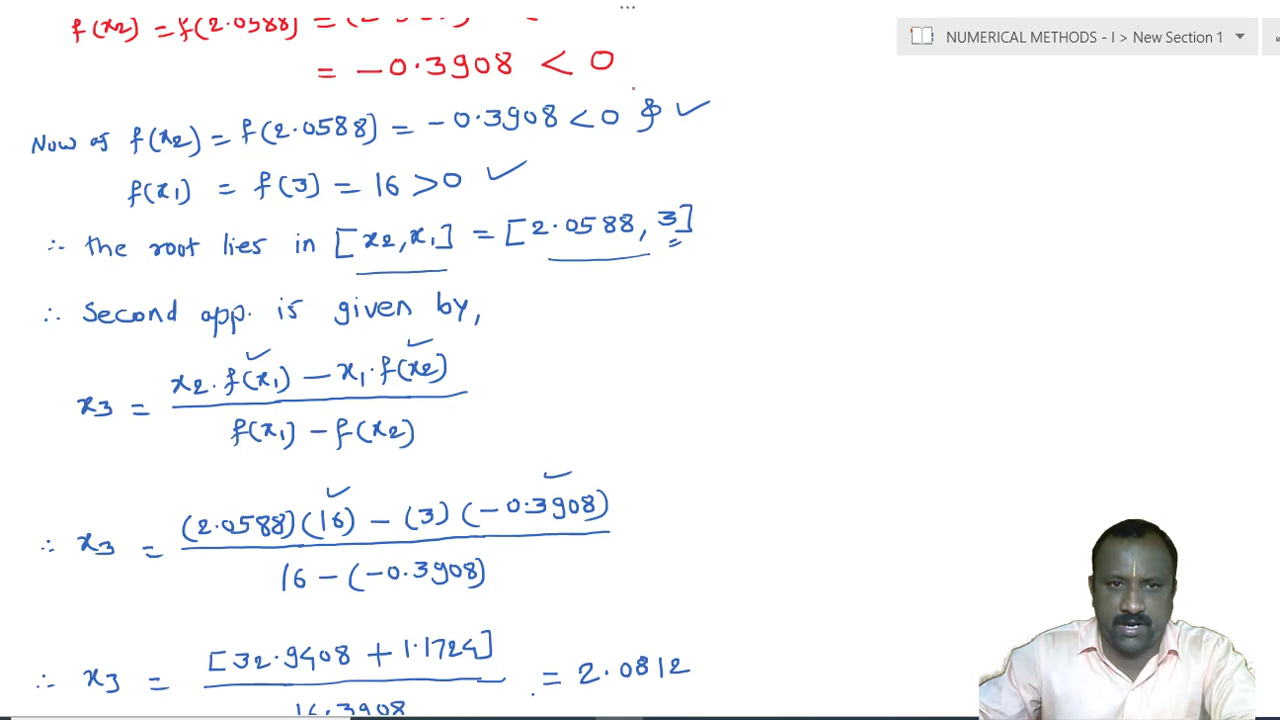 ...
NUMERICAL METHODS - I > New Section 1
f(x2) = f(2.0588) =
= -0.3908 < 0
Now as f(x2) = f(2.0588) = -0.3908 < 0 & ✓
f(x1) = f(3) = 16 > 0 ✓
∴ the root lies in [x2, x1] = [2.0588, 3]
∴ Second app. is given by,
x3 = x2.f(x1) - x1.f(x2) / f(x1) - f(x2)
∴ x3 = (2.0588)(16) - (3)(-0.3908) / 16 - (-0.3908)
∴ x3 = [32.9408 + 1.1724] / 16.3908 = 2.0812